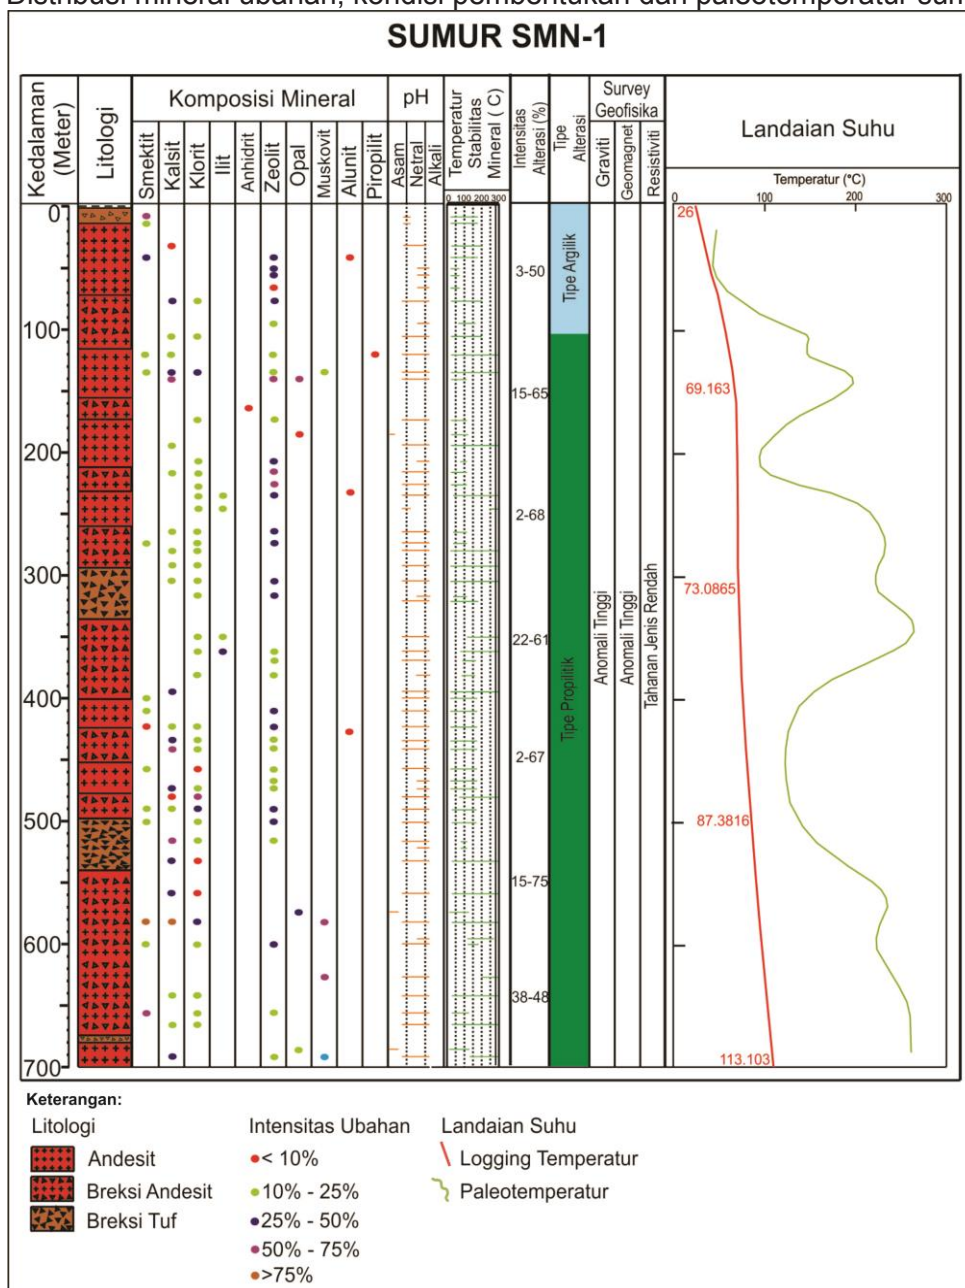 Distribusi mineral ubahan, kondisi pembentukan dan paleotemperatur
SUMUR SMN-1
Kedalaman (Meter)
Litologi
Komposisi Mineral
Smektit
Kalsit
Klorit
Ilit
Anhidrit
Zeolit
Opal
Muskovit
Alunit
Piropilit
pH
Asam
Netral
Alkali
Temperatur Stabilitas Mineral ( C)
0 100 200 300
Intensitas Alterasi (%)
Tipe Alterasi
Survey Geofisika
Graviti
Geomagnet
Resistiviti
Landaian Suhu
Temperatur (°C)
0 100 200 300
0
100
200
300
400
500
600
700
3-50
15-65
2-68
22-61
2-67
15-75
38-48
Tipe Argilik
Tipe Propilitik
Anomali Tinggi
Anomali Tinggi
Tahanan Jenis Rendah
26
69.163
73.0865
87.3816
113.103
Keterangan:
Litologi
Andesit
Breksi Andesit
Breksi Tuf
Intensitas Ubahan
< 10%
10% - 25%
25% - 50%
50% - 75%
>75%
Landaian Suhu
Logging Temperatur
Paleotemperatur